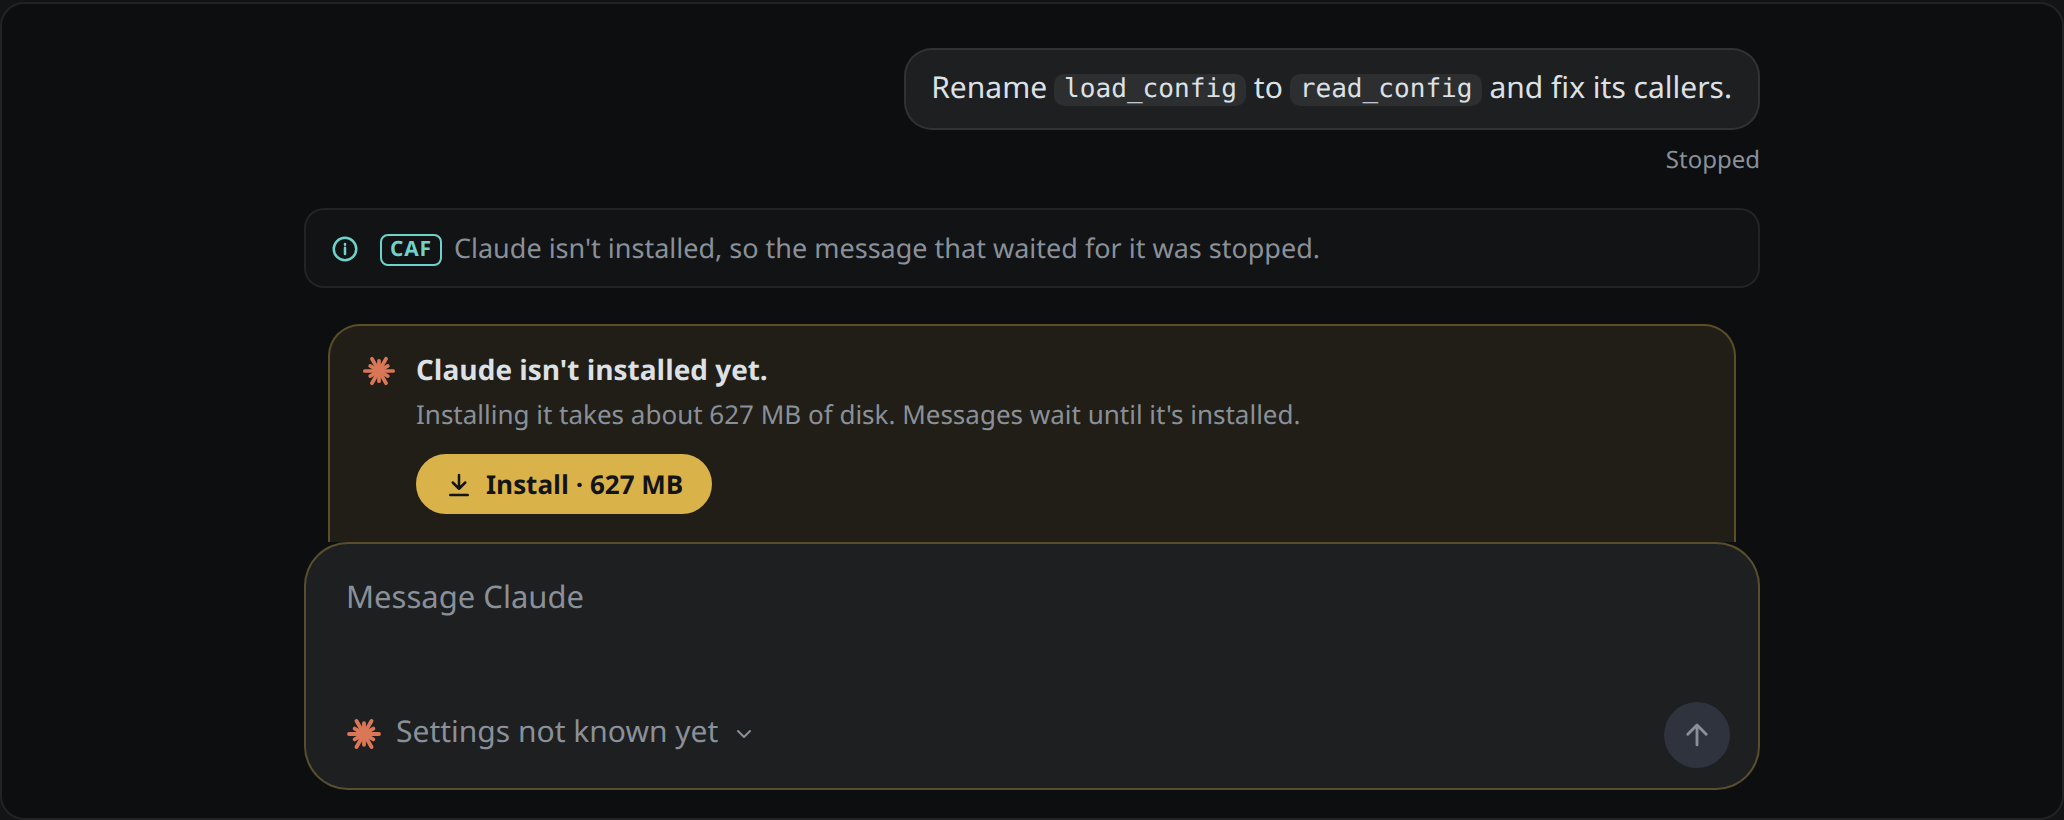 Rename load_config to read_config and fix its callers.
Stopped
CAF Claude isn't installed, so the message that waited for it was stopped.
Claude isn't installed yet.
Installing it takes about 627 MB of disk. Messages wait until it's installed.
Install · 627 MB
Message Claude
Settings not known yet